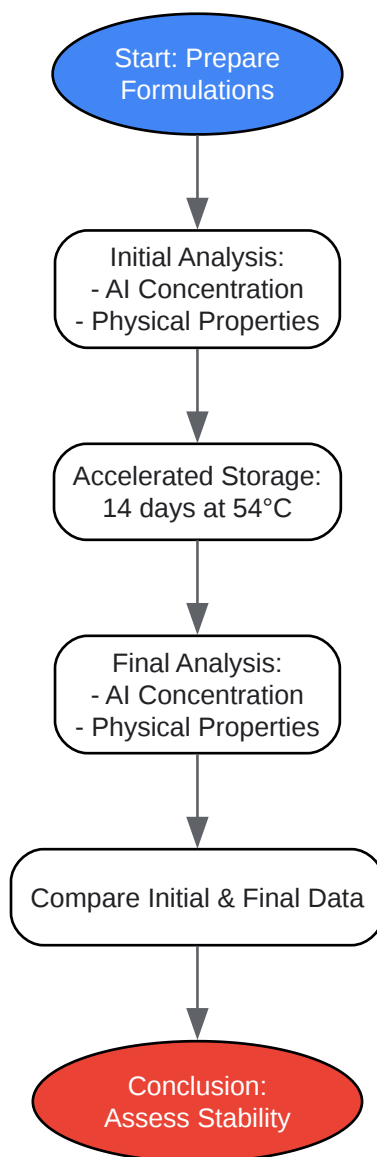 Start: Prepare
Formulations
Initial Analysis:
- AI Concentration
- Physical Properties
Accelerated Storage:
14 days at 54°C
Final Analysis:
- AI Concentration
- Physical Properties
Compare Initial & Final Data
Conclusion:
Assess Stability